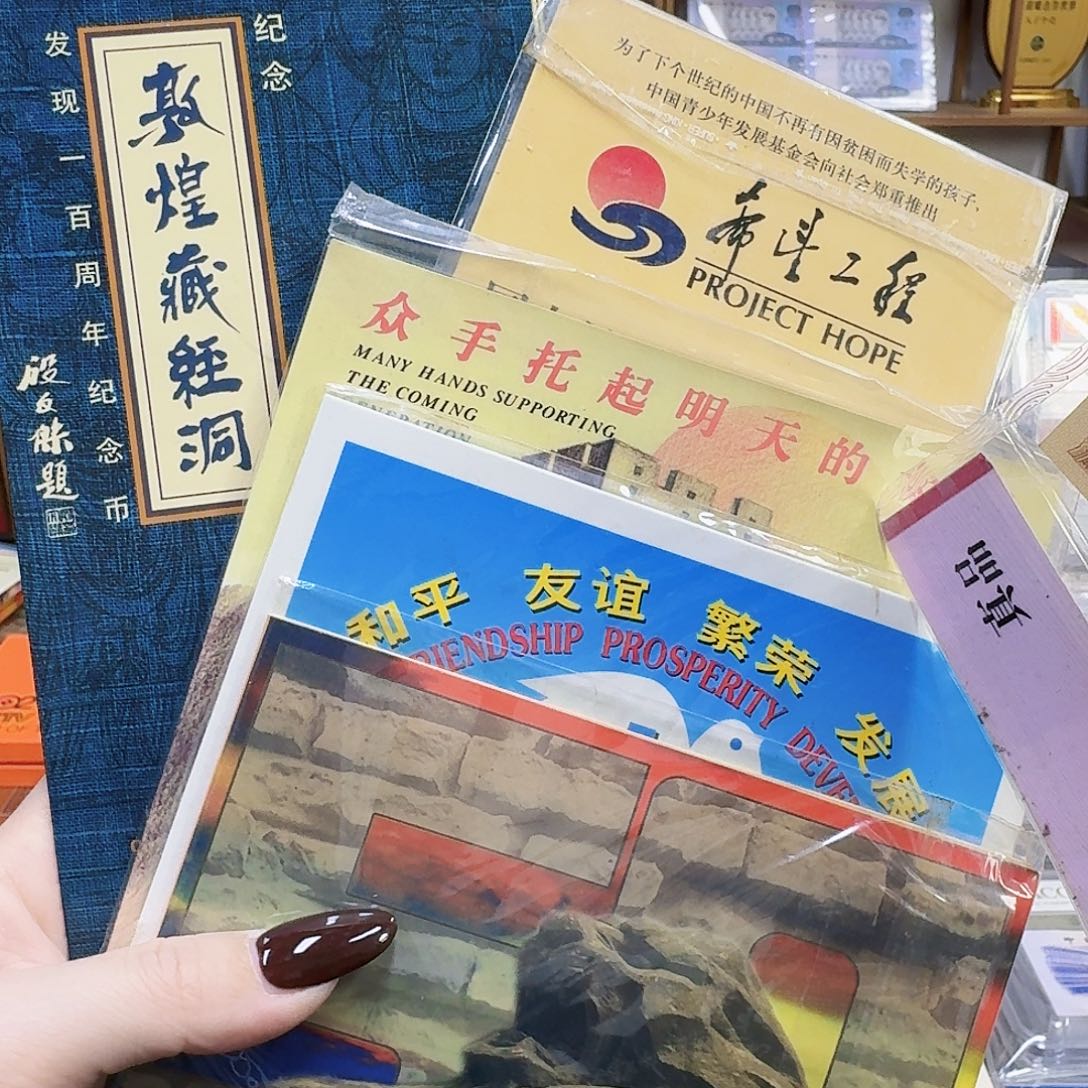 纪念
发现一百周年纪念币
敦煌藏经洞
段文杰题
为了下个世纪的中国不再有因贫困而失学的孩子,
中国青少年发展基金会向社会郑重推出
希望工程
PROJECT HOPE
众手托起明天的
MANY HANDS SUPPORTING
THE COMING
GENERATION
和平 友谊 繁荣 发展
FRIENDSHIP PROSPERITY DEVE
真品